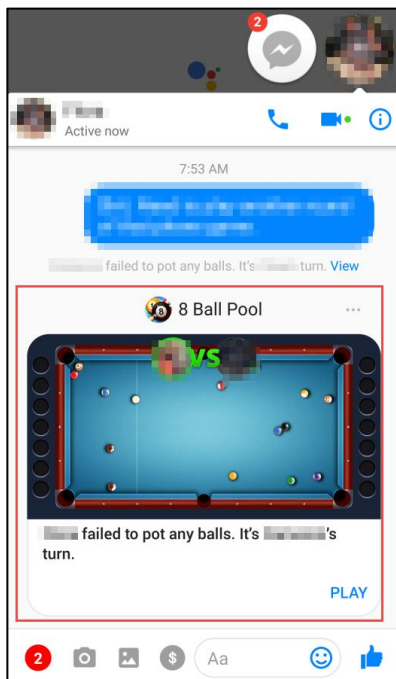 2
Active now
7:53 AM
failed to pot any balls. It's turn. View
8 Ball Pool
VS
failed to pot any balls. It's 's
turn.
PLAY
2 $ Aa